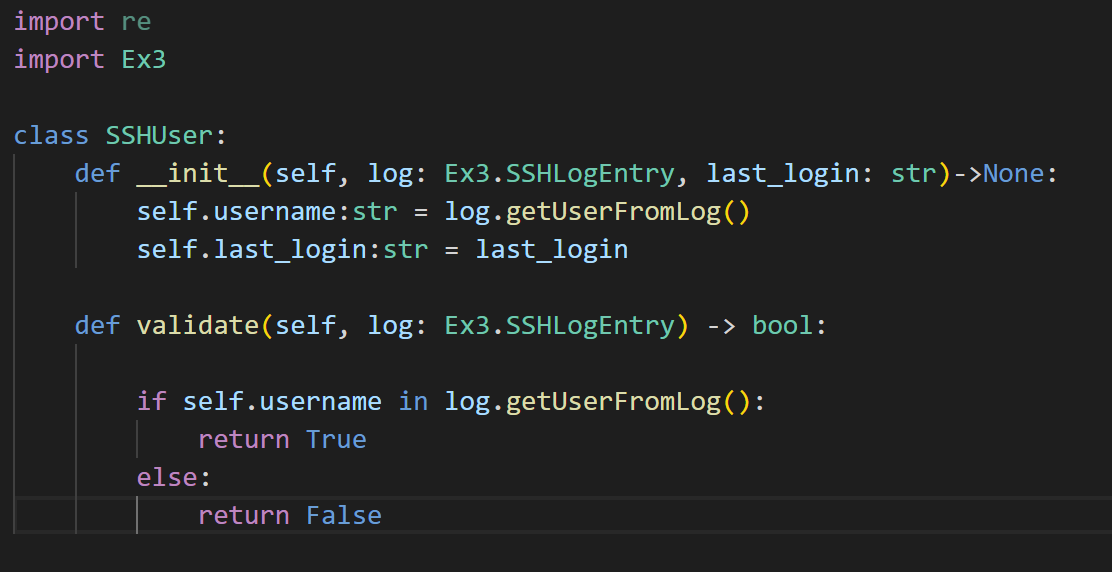 import re
import Ex3
class SSHUser:
def __init__(self, log: Ex3.SSHLogEntry, last_login: str)->None:
self.username:str = log.getUserFromLog()
self.last_login:str = last_login
def validate(self, log: Ex3.SSHLogEntry) -> bool:
if self.username in log.getUserFromLog():
return True
else:
return False